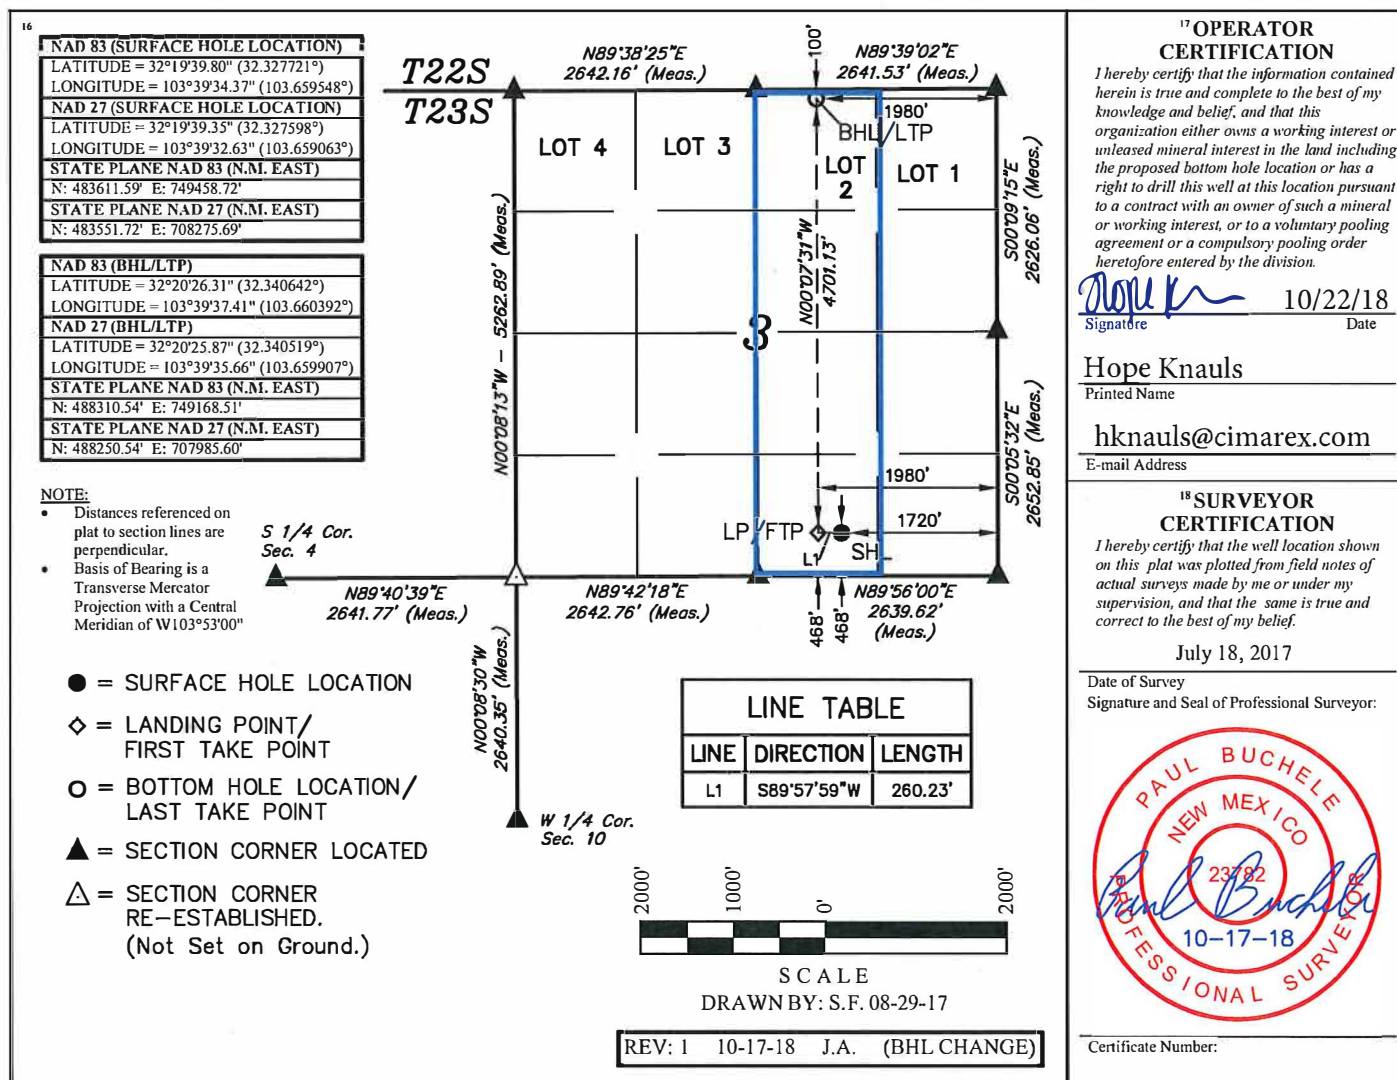 16
NAD 83 (SURFACE HOLE LOCATION)
LATITUDE = 32°19'39.80" (32.327721°)
LONGITUDE = 103°39'34.37" (103.659548°)
NAD 27 (SURFACE HOLE LOCATION)
LATITUDE = 32°19'39.35" (32.327598°)
LONGITUDE = 103°39'32.63" (103.659063°)
STATE PLANE NAD 83 (N.M. EAST)
N: 483611.59' E: 749458.72'
STATE PLANE NAD 27 (N.M. EAST)
N: 483551.72' E: 708275.69'
NAD 83 (BHL/LTP)
LATITUDE = 32°20'26.31" (32.340642°)
LONGITUDE = 103°39'37.41" (103.660392°)
NAD 27 (BHL/LTP)
LATITUDE = 32°20'25.87" (32.340519°)
LONGITUDE = 103°39'35.66" (103.659907°)
STATE PLANE NAD 83 (N.M. EAST)
N: 488310.54' E: 749168.51'
STATE PLANE NAD 27 (N.M. EAST)
N: 488250.54' E: 707985.60'
NOTE:
• Distances referenced on
plat to section lines are
perpendicular.
• Basis of Bearing is a
Transverse Mercator
Projection with a Central
Meridian of W103°53'00"
T22S
T23S
N89°38'25"E
2642.16' (Meas.)
100'
N89°39'02"E
2641.53' (Meas.)
1980'
BHL/LTP
LOT 4
LOT 3
LOT
2
LOT 1
N00°08'13"W - 5262.89' (Meas.)
N00°07'31"W
4701.13'
S00°09'15"E
2626.06' (Meas.)
3
S00°05'32"E
2652.85' (Meas.)
1980'
1720'
LP/FTP
L1
SHL
S 1/4 Cor.
Sec. 4
N89°40'39"E
2641.77' (Meas.)
N89°42'18"E
2642.76' (Meas.)
468'
468'
N89°56'00"E
2639.62'
(Meas.)
N00°08'30"W
2640.35' (Meas.)
W 1/4 Cor.
Sec. 10
● = SURFACE HOLE LOCATION
◇ = LANDING POINT/
FIRST TAKE POINT
O = BOTTOM HOLE LOCATION/
LAST TAKE POINT
▲ = SECTION CORNER LOCATED
△ = SECTION CORNER
RE-ESTABLISHED.
(Not Set on Ground.)
LINE TABLE
LINE DIRECTION LENGTH
L1 S89°57'59"W 260.23'
2000' 1000' 0' 2000'
SCALE
DRAWN BY: S.F. 08-29-17
REV: 1 10-17-18 J.A. (BHL CHANGE)
17 OPERATOR
CERTIFICATION
I hereby certify that the information contained
herein is true and complete to the best of my
knowledge and belief, and that this
organization either owns a working interest or
unleased mineral interest in the land including
the proposed bottom hole location or has a
right to drill this well at this location pursuant
to a contract with an owner of such a mineral
or working interest, or to a voluntary pooling
agreement or a compulsory pooling order
heretofore entered by the division.
10/22/18
Signature Date
Hope Knauls
Printed Name
hknauls@cimarex.com
E-mail Address
18 SURVEYOR
CERTIFICATION
I hereby certify that the well location shown
on this plat was plotted from field notes of
actual surveys made by me or under my
supervision, and that the same is true and
correct to the best of my belief.
July 18, 2017
Date of Survey
Signature and Seal of Professional Surveyor:
PAUL BUCHELE
NEW MEXICO
23782
Paul Buchele
10-17-18
PROFESSIONAL SURVEYOR
Certificate Number: